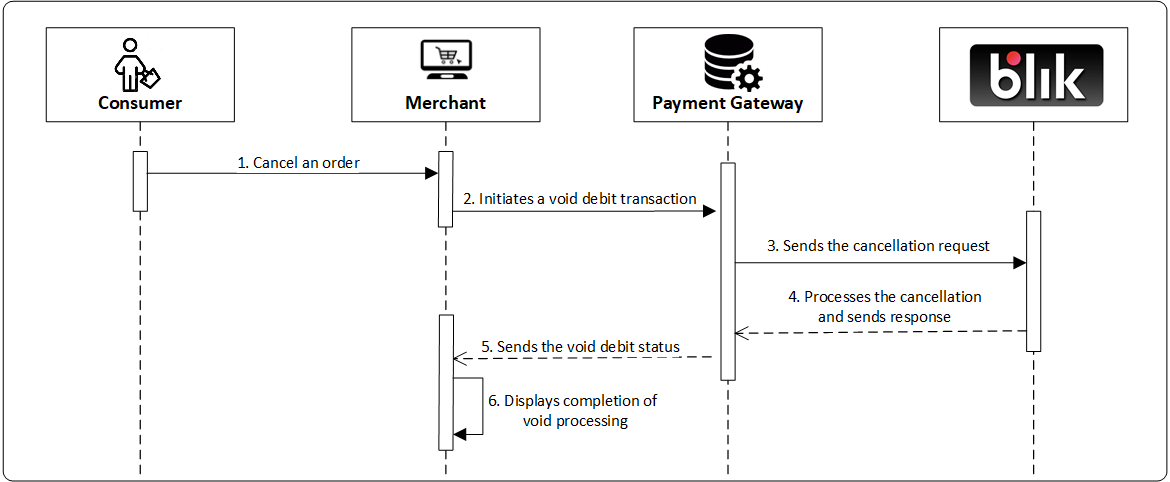 Consumer
Merchant
Payment Gateway
blik
1. Cancel an order
2. Initiates a void debit transaction
3. Sends the cancellation request
4. Processes the cancellation
and sends response
5. Sends the void debit status
6. Displays completion of
void processing